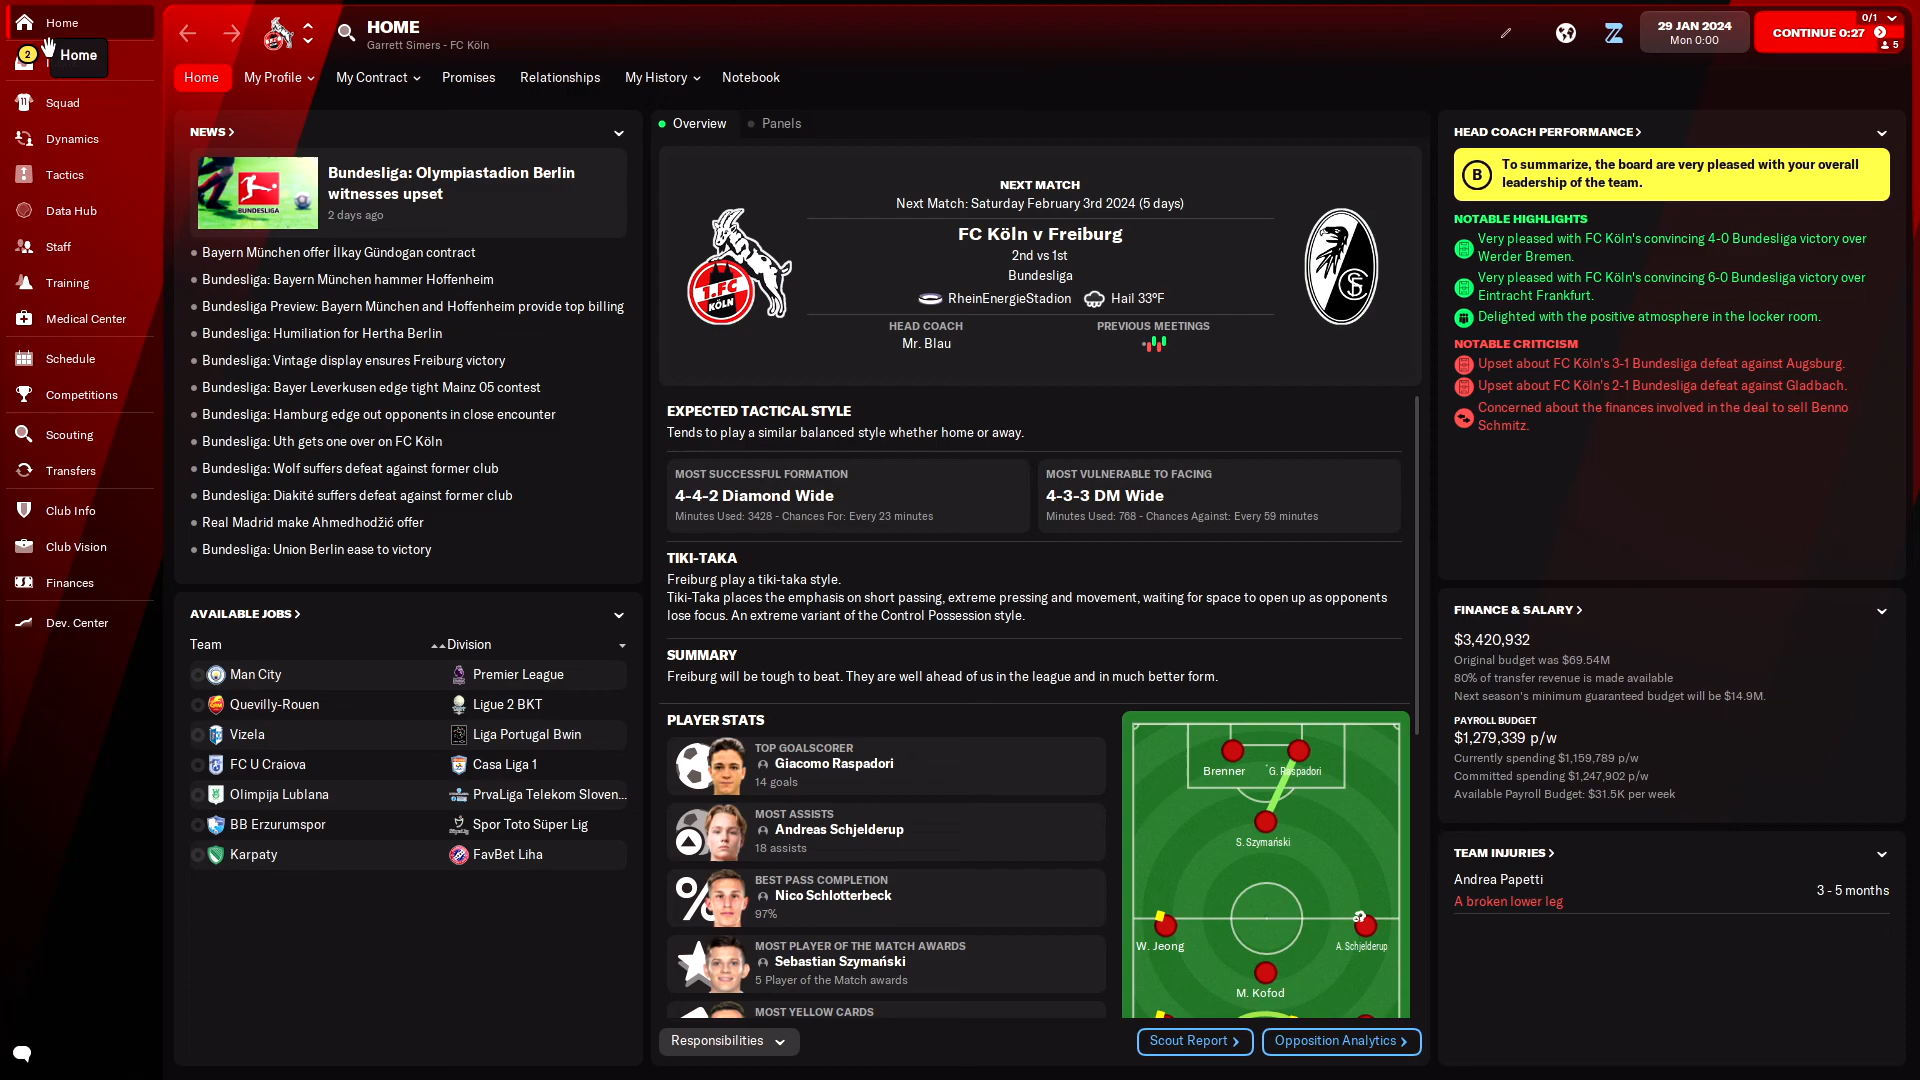 Home
2
Home
Squad
Dynamics
Tactics
Data Hub
Staff
Training
Medical Center
Schedule
Competitions
Scouting
Transfers
Club Info
Club Vision
Finances
Dev. Center
HOME
Garrett Simers - FC Köln
29 JAN 2024
Mon 0:00
CONTINUE 0:27
0/1
5
Home
My Profile
My Contract
Promises
Relationships
My History
Notebook
NEWS >
BUNDESLIGA
Bundesliga: Olympiastadion Berlin
witnesses upset
2 days ago
Bayern München offer İlkay Gündogan contract
Bundesliga: Bayern München hammer Hoffenheim
Bundesliga Preview: Bayern München and Hoffenheim provide top billing
Bundesliga: Humiliation for Hertha Berlin
Bundesliga: Vintage display ensures Freiburg victory
Bundesliga: Bayer Leverkusen edge tight Mainz 05 contest
Bundesliga: Hamburg edge out opponents in close encounter
Bundesliga: Uth gets one over on FC Köln
Bundesliga: Wolf suffers defeat against former club
Bundesliga: Diakité suffers defeat against former club
Real Madrid make Ahmedhodžić offer
Bundesliga: Union Berlin ease to victory
AVAILABLE JOBS >
Team Division
Man City Premier League
Quevilly-Rouen Ligue 2 BKT
Vizela Liga Portugal Bwin
FC U Craiova Casa Liga 1
Olimpija Lublana PrvaLiga Telekom Sloven...
BB Erzurumspor Spor Toto Süper Lig
Karpaty FavBet Liha
Overview
Panels
NEXT MATCH
Next Match: Saturday February 3rd 2024 (5 days)
FC Köln v Freiburg
2nd vs 1st
Bundesliga
RheinEnergieStadion Hail 33°F
HEAD COACH
Mr. Blau
PREVIOUS MEETINGS
1.FC
KÖLN
EXPECTED TACTICAL STYLE
Tends to play a similar balanced style whether home or away.
MOST SUCCESSFUL FORMATION
4-4-2 Diamond Wide
Minutes Used: 3428 - Chances For: Every 23 minutes
MOST VULNERABLE TO FACING
4-3-3 DM Wide
Minutes Used: 768 - Chances Against: Every 59 minutes
TIKI-TAKA
Freiburg play a tiki-taka style.
Tiki-Taka places the emphasis on short passing, extreme pressing and movement, waiting for space to open up as opponents
lose focus. An extreme variant of the Control Possession style.
SUMMARY
Freiburg will be tough to beat. They are well ahead of us in the league and in much better form.
PLAYER STATS
TOP GOALSCORER
Giacomo Raspadori
14 goals
MOST ASSISTS
Andreas Schjelderup
18 assists
BEST PASS COMPLETION
Nico Schlotterbeck
97%
MOST PLAYER OF THE MATCH AWARDS
Sebastian Szymański
5 Player of the Match awards
MOST YELLOW CARDS
Brenner
G. Raspadori
S. Szymański
W. Jeong
A. Schjelderup
M. Kofod
Responsibilities
Scout Report >
Opposition Analytics >
HEAD COACH PERFORMANCE >
B
To summarize, the board are very pleased with your overall
leadership of the team.
NOTABLE HIGHLIGHTS
Very pleased with FC Köln's convincing 4-0 Bundesliga victory over
Werder Bremen.
Very pleased with FC Köln's convincing 6-0 Bundesliga victory over
Eintracht Frankfurt.
Delighted with the positive atmosphere in the locker room.
NOTABLE CRITICISM
Upset about FC Köln's 3-1 Bundesliga defeat against Augsburg.
Upset about FC Köln's 2-1 Bundesliga defeat against Gladbach.
Concerned about the finances involved in the deal to sell Benno
Schmitz.
FINANCE & SALARY >
$3,420,932
Original budget was $69.54M
80% of transfer revenue is made available
Next season's minimum guaranteed budget will be $14.9M.
PAYROLL BUDGET
$1,279,339 p/w
Currently spending $1,159,789 p/w
Committed spending $1,247,902 p/w
Available Payroll Budget: $31.5K per week
TEAM INJURIES >
Andrea Papetti
A broken lower leg
3 - 5 months